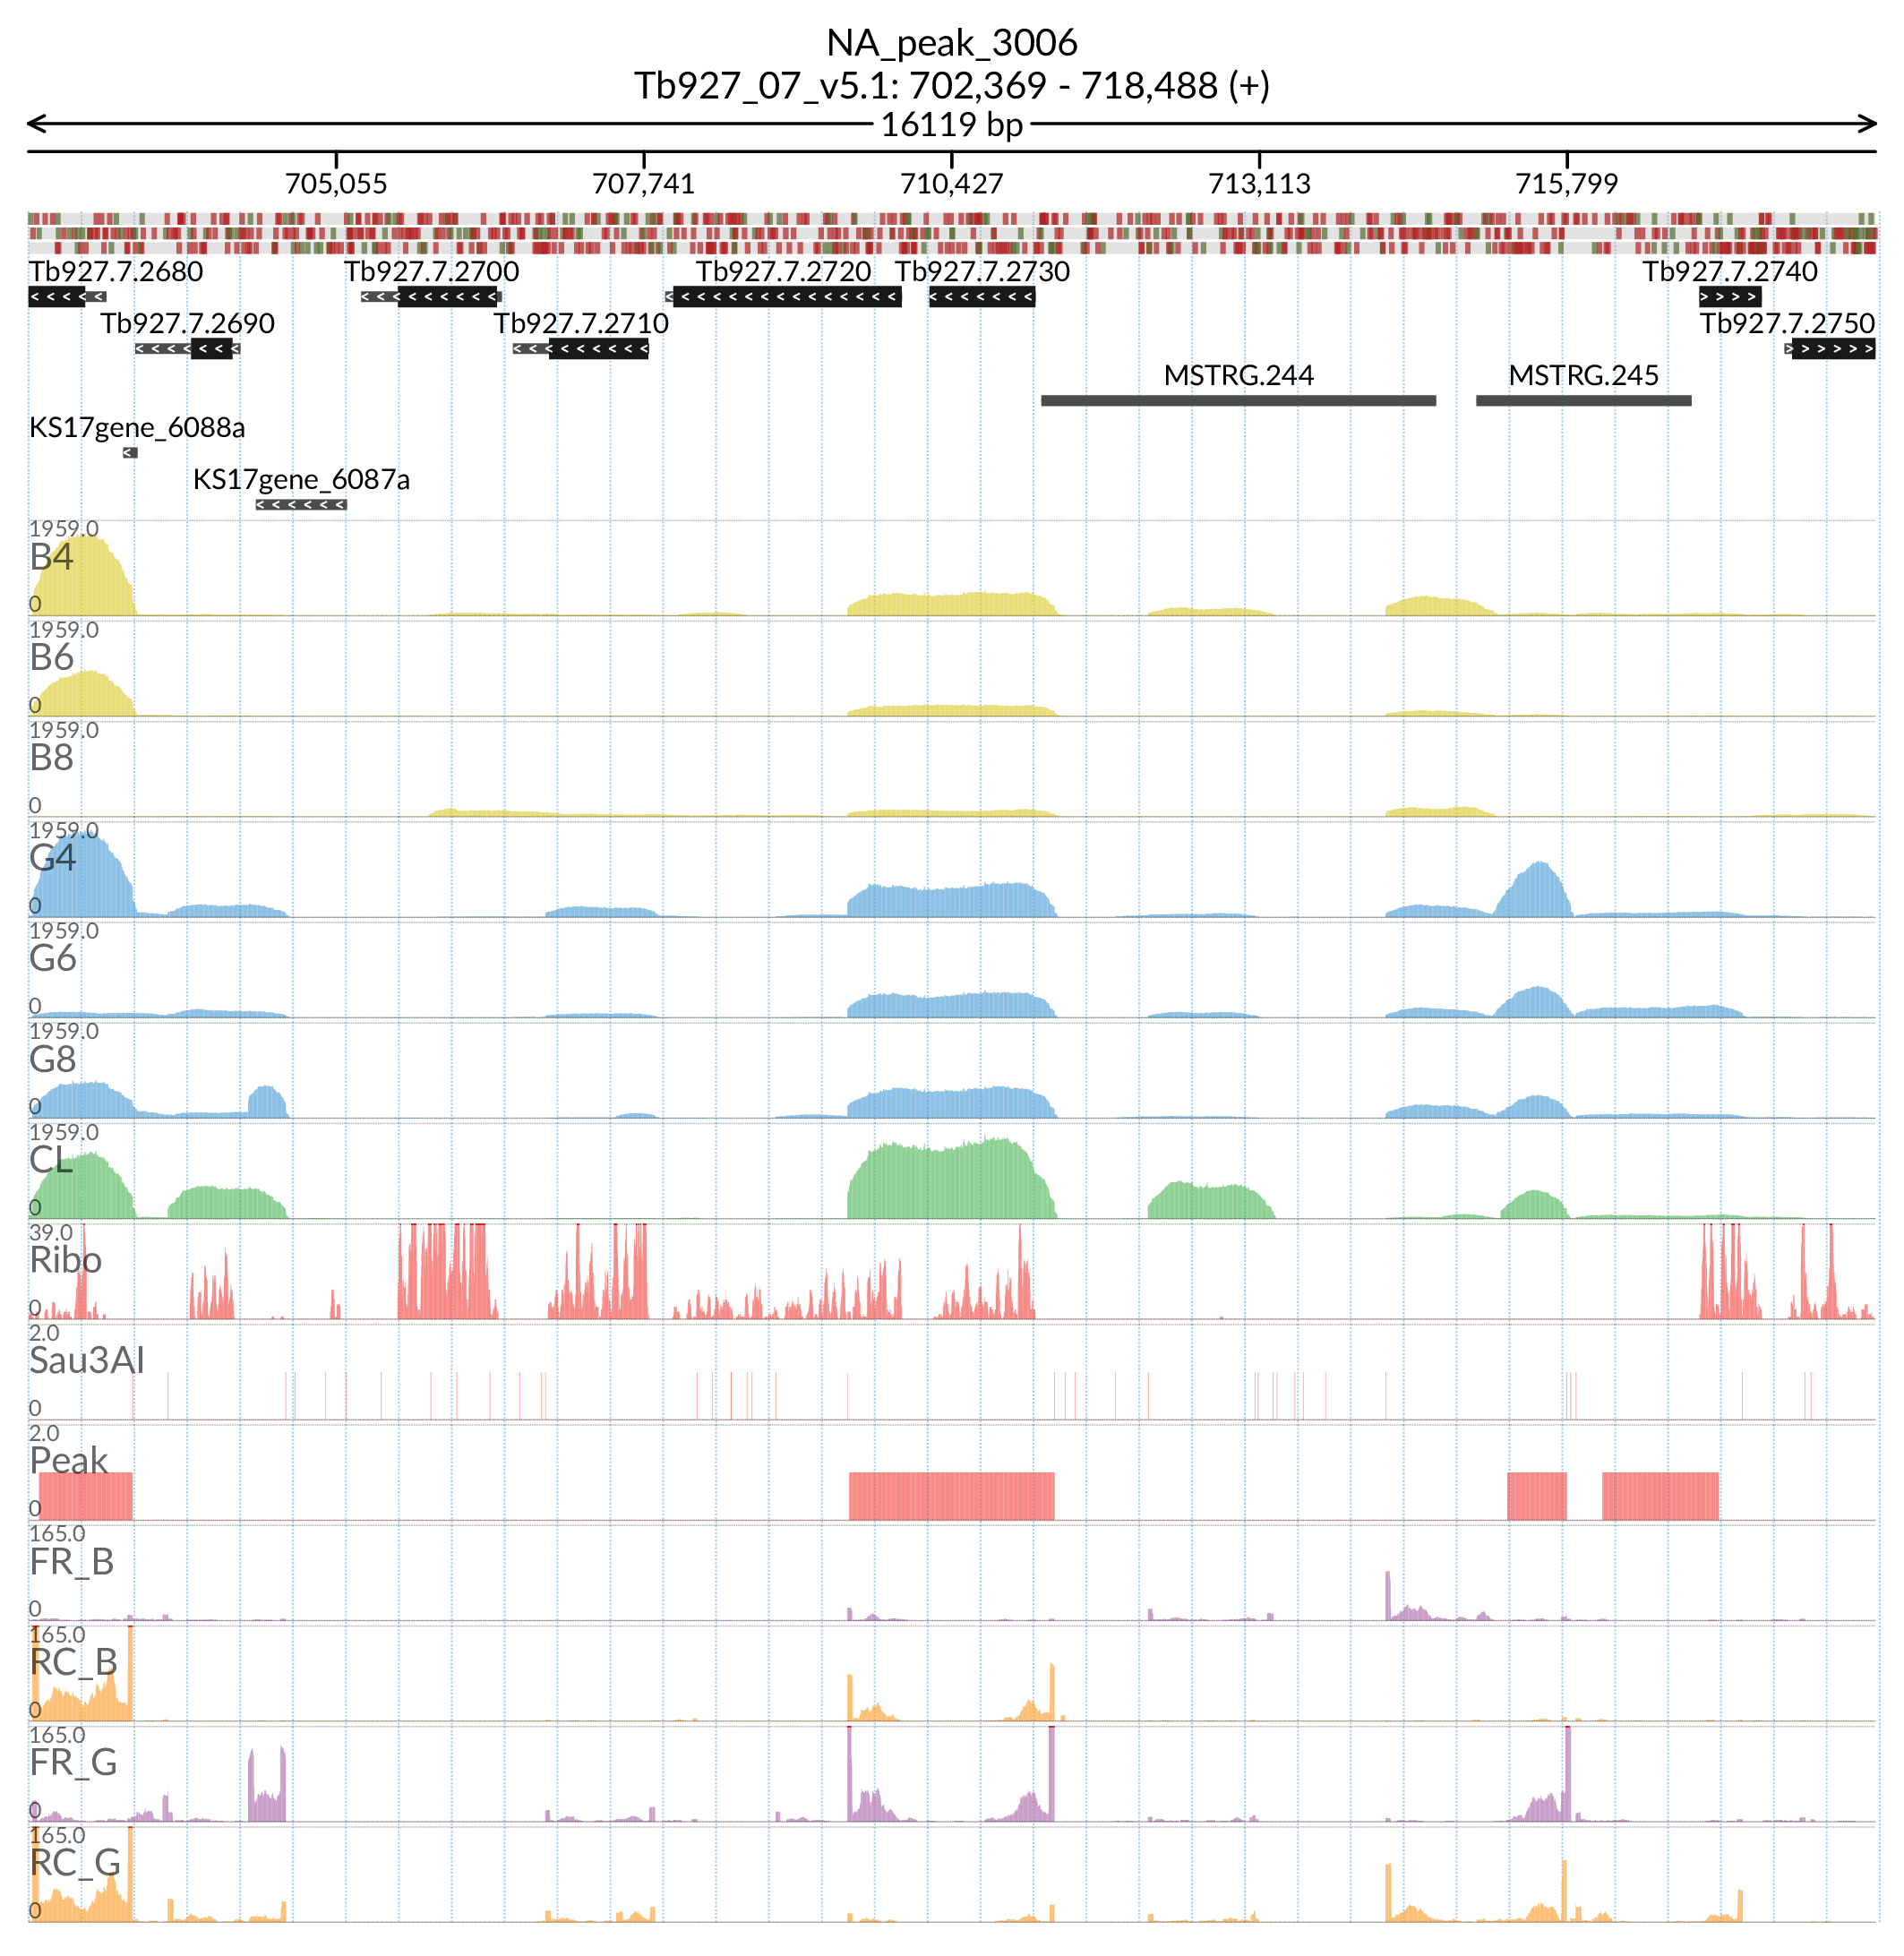 NA_peak_3006
Tb927_07_v5.1: 702,369 - 718,488 (+)
16119 bp
705,055 707,741 710,427 713,113 715,799
Tb927.7.2680 Tb927.7.2700 Tb927.7.2720 Tb927.7.2730 Tb927.7.2740
Tb927.7.2690 Tb927.7.2710 Tb927.7.2750
MSTRG.244 MSTRG.245
KS17gene_6088a
KS17gene_6087a
1959.0
B4
0
1959.0
B6
0
1959.0
B8
0
1959.0
G4
0
1959.0
G6
0
1959.0
G8
0
1959.0
CL
0
39.0
Ribo
0
2.0
Sau3AI
0
2.0
Peak
0
165.0
FR_B
0
165.0
RC_B
0
165.0
FR_G
0
165.0
RC_G
0